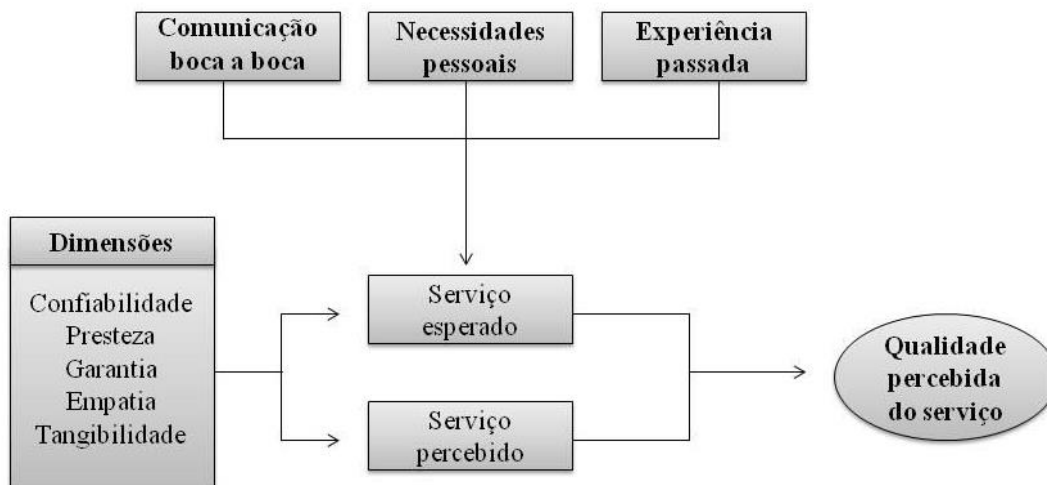 Comunicação
boca a boca
Necessidades
pessoais
Experiência
passada
Dimensões
Confiabilidade
Presteza
Garantia
Empatia
Tangibilidade
Serviço
esperado
Serviço
percebido
Qualidade
percebida
do serviço